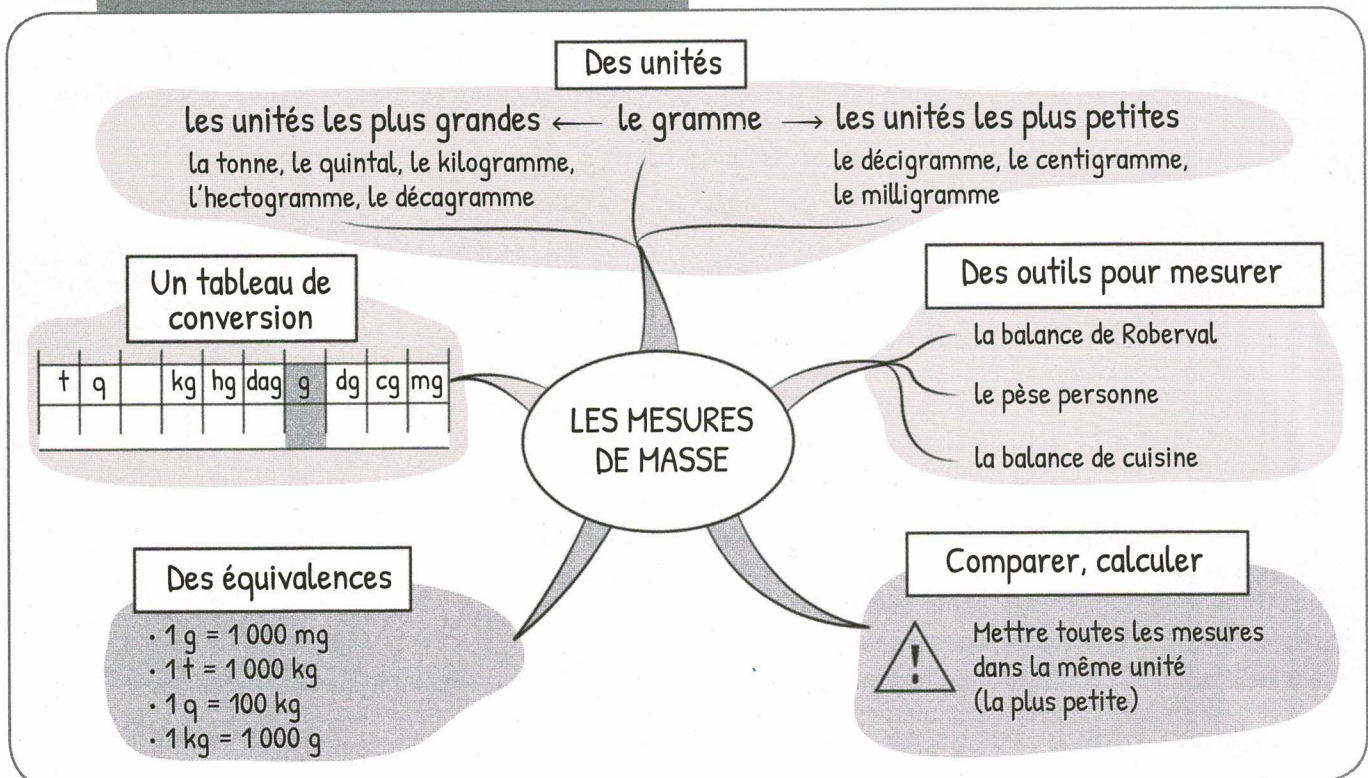 Des unités
les unités les plus grandes ← le gramme → les unités les plus petites
la tonne, le quintal, le kilogramme,
l'hectogramme, le décagramme
le décigramme, le centigramme,
le milligramme
Un tableau de
conversion
t q kg hg dag g dg cg mg
Des outils pour mesurer
la balance de Roberval
le pèse personne
la balance de cuisine
LES MESURES
DE MASSE
Des équivalences
· 1 g = 1 000 mg
· 1 t = 1 000 kg
· 1 q = 100 kg
· 1 kg = 1 000 g
Comparer, calculer
!
Mettre toutes les mesures
dans la même unité
(la plus petite)